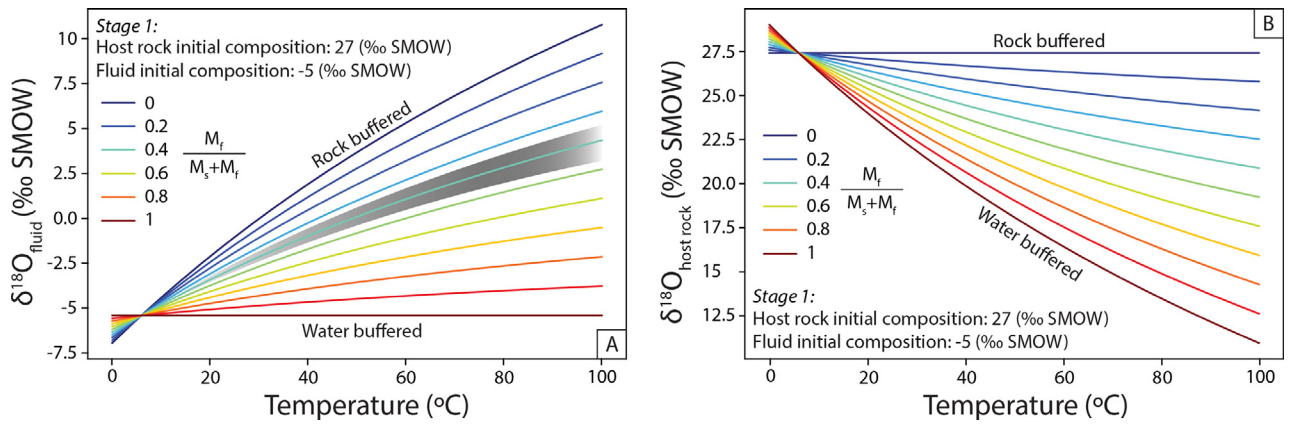 Stage 1:
Host rock initial composition: 27 (‰ SMOW)
Fluid initial composition: -5 (‰ SMOW)
10
7.5
5
2.5
0.0
-2.5
-5
-7.5
δ¹⁸O_fluid (‰ SMOW)
0
0.2
0.4
0.6
0.8
1
M_f
M_s+M_f
Rock buffered
Water buffered
A
0 20 40 60 80 100
Temperature (ºC)
B
Rock buffered
27.5
25.0
22.5
20.0
17.5
15
12.5
δ¹⁸O_host rock (‰ SMOW)
0
0.2
0.4
0.6
0.8
1
M_f
M_s+M_f
Water buffered
Stage 1:
Host rock initial composition: 27 (‰ SMOW)
Fluid initial composition: -5 (‰ SMOW)
0 20 40 60 80 100
Temperature (ºC)